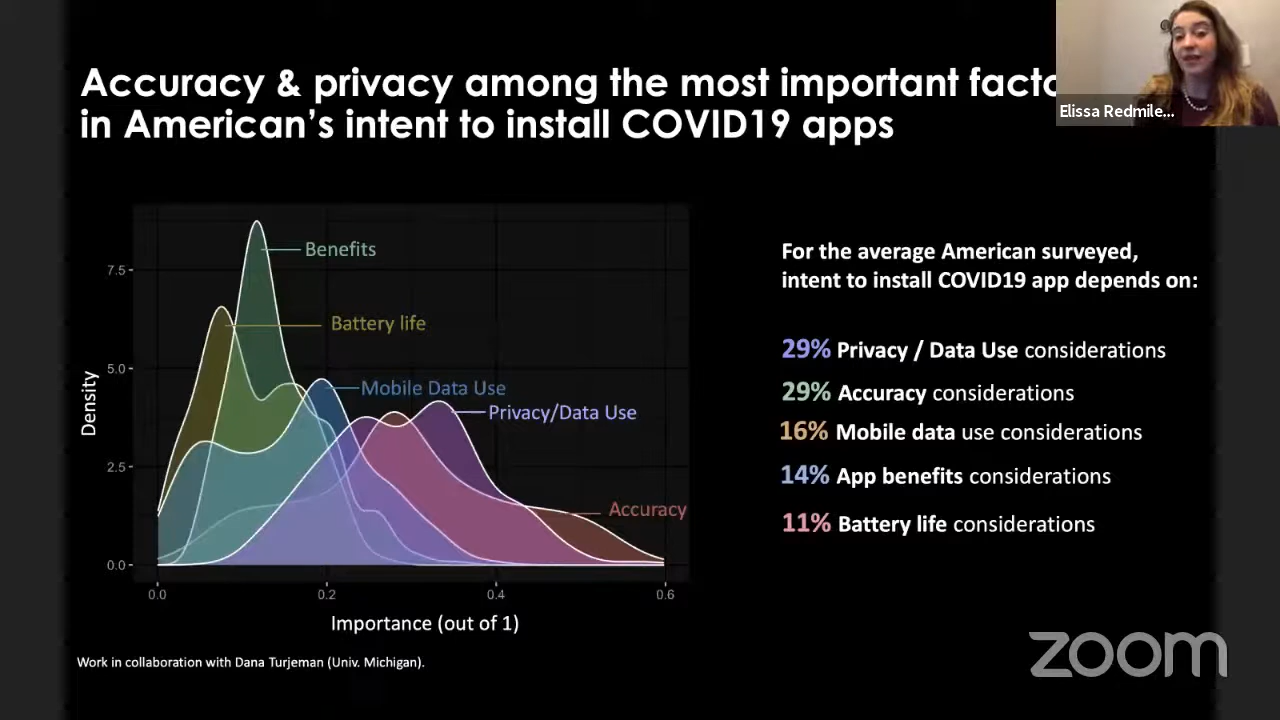 Accuracy & privacy among the most important facto
in American's intent to install COVID19 apps
Elissa Redmile...
Benefits
Battery life
Mobile Data Use
Privacy/Data Use
Accuracy
7.5
5.0
2.5
0.0
Density
0.0 0.2 0.4 0.6
Importance (out of 1)
For the average American surveyed,
intent to install COVID19 app depends on:
29% Privacy / Data Use considerations
29% Accuracy considerations
16% Mobile data use considerations
14% App benefits considerations
11% Battery life considerations
Work in collaboration with Dana Turjeman (Univ. Michigan).
zoom